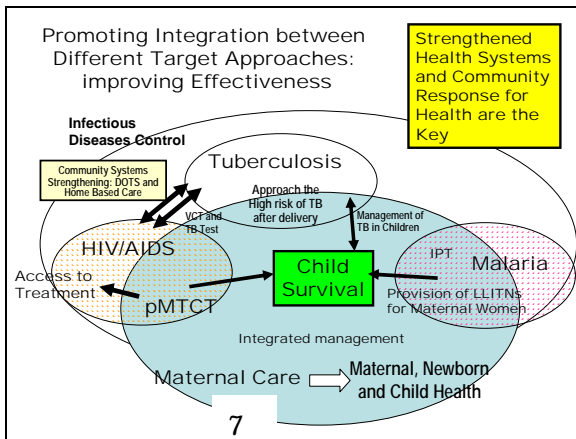 Promoting Integration between
Different Target Approaches:
improving Effectiveness
Strengthened
Health Systems
and Community
Response for
Health are the
Key
Infectious
Diseases Control
Community Systems
Strengthening: DOTS and
Home Based Care
Tuberculosis
Approach the
High risk of TB
after delivery
VCT and
TB Test
Management of
TB in Children
HIV/AIDS
Access to
Treatment
pMTCT
Child
Survival
IPT
Malaria
Provision of LLITNs
for Maternal Women
Integrated management
Maternal Care
Maternal, Newborn
and Child Health
7